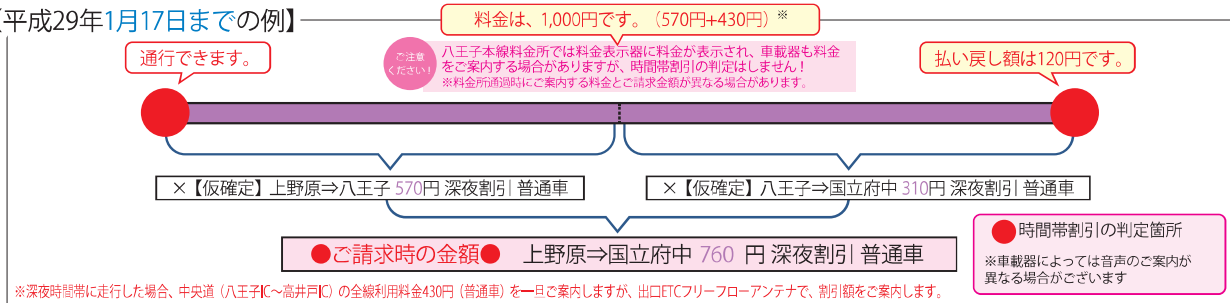 【平成29年1月17日までの例】
料金は、1,000円です。（570円+430円）※
通行できます。
ご注意
ください！
八王子本線料金所では料金表示器に料金が表示され、車載器も料金
をご案内する場合がありますが、時間帯割引の判定はしません！
※料金所通過時にご案内する料金とご請求金額が異なる場合があります。
払い戻し額は120円です。
×【仮確定】上野原⇒八王子 570円 深夜割引 普通車
×【仮確定】八王子⇒国立府中 310円 深夜割引 普通車
●ご請求時の金額● 上野原⇒国立府中 760 円 深夜割引 普通車
●時間帯割引の判定箇所
※車載器によっては音声のご案内が
異なる場合がございます
※深夜時間帯に走行した場合、中央道（八王子IC～高井戸IC）の全線利用料金430円（普通車）を一旦ご案内しますが、出口ETCフリーフローアンテナで、割引額をご案内します。